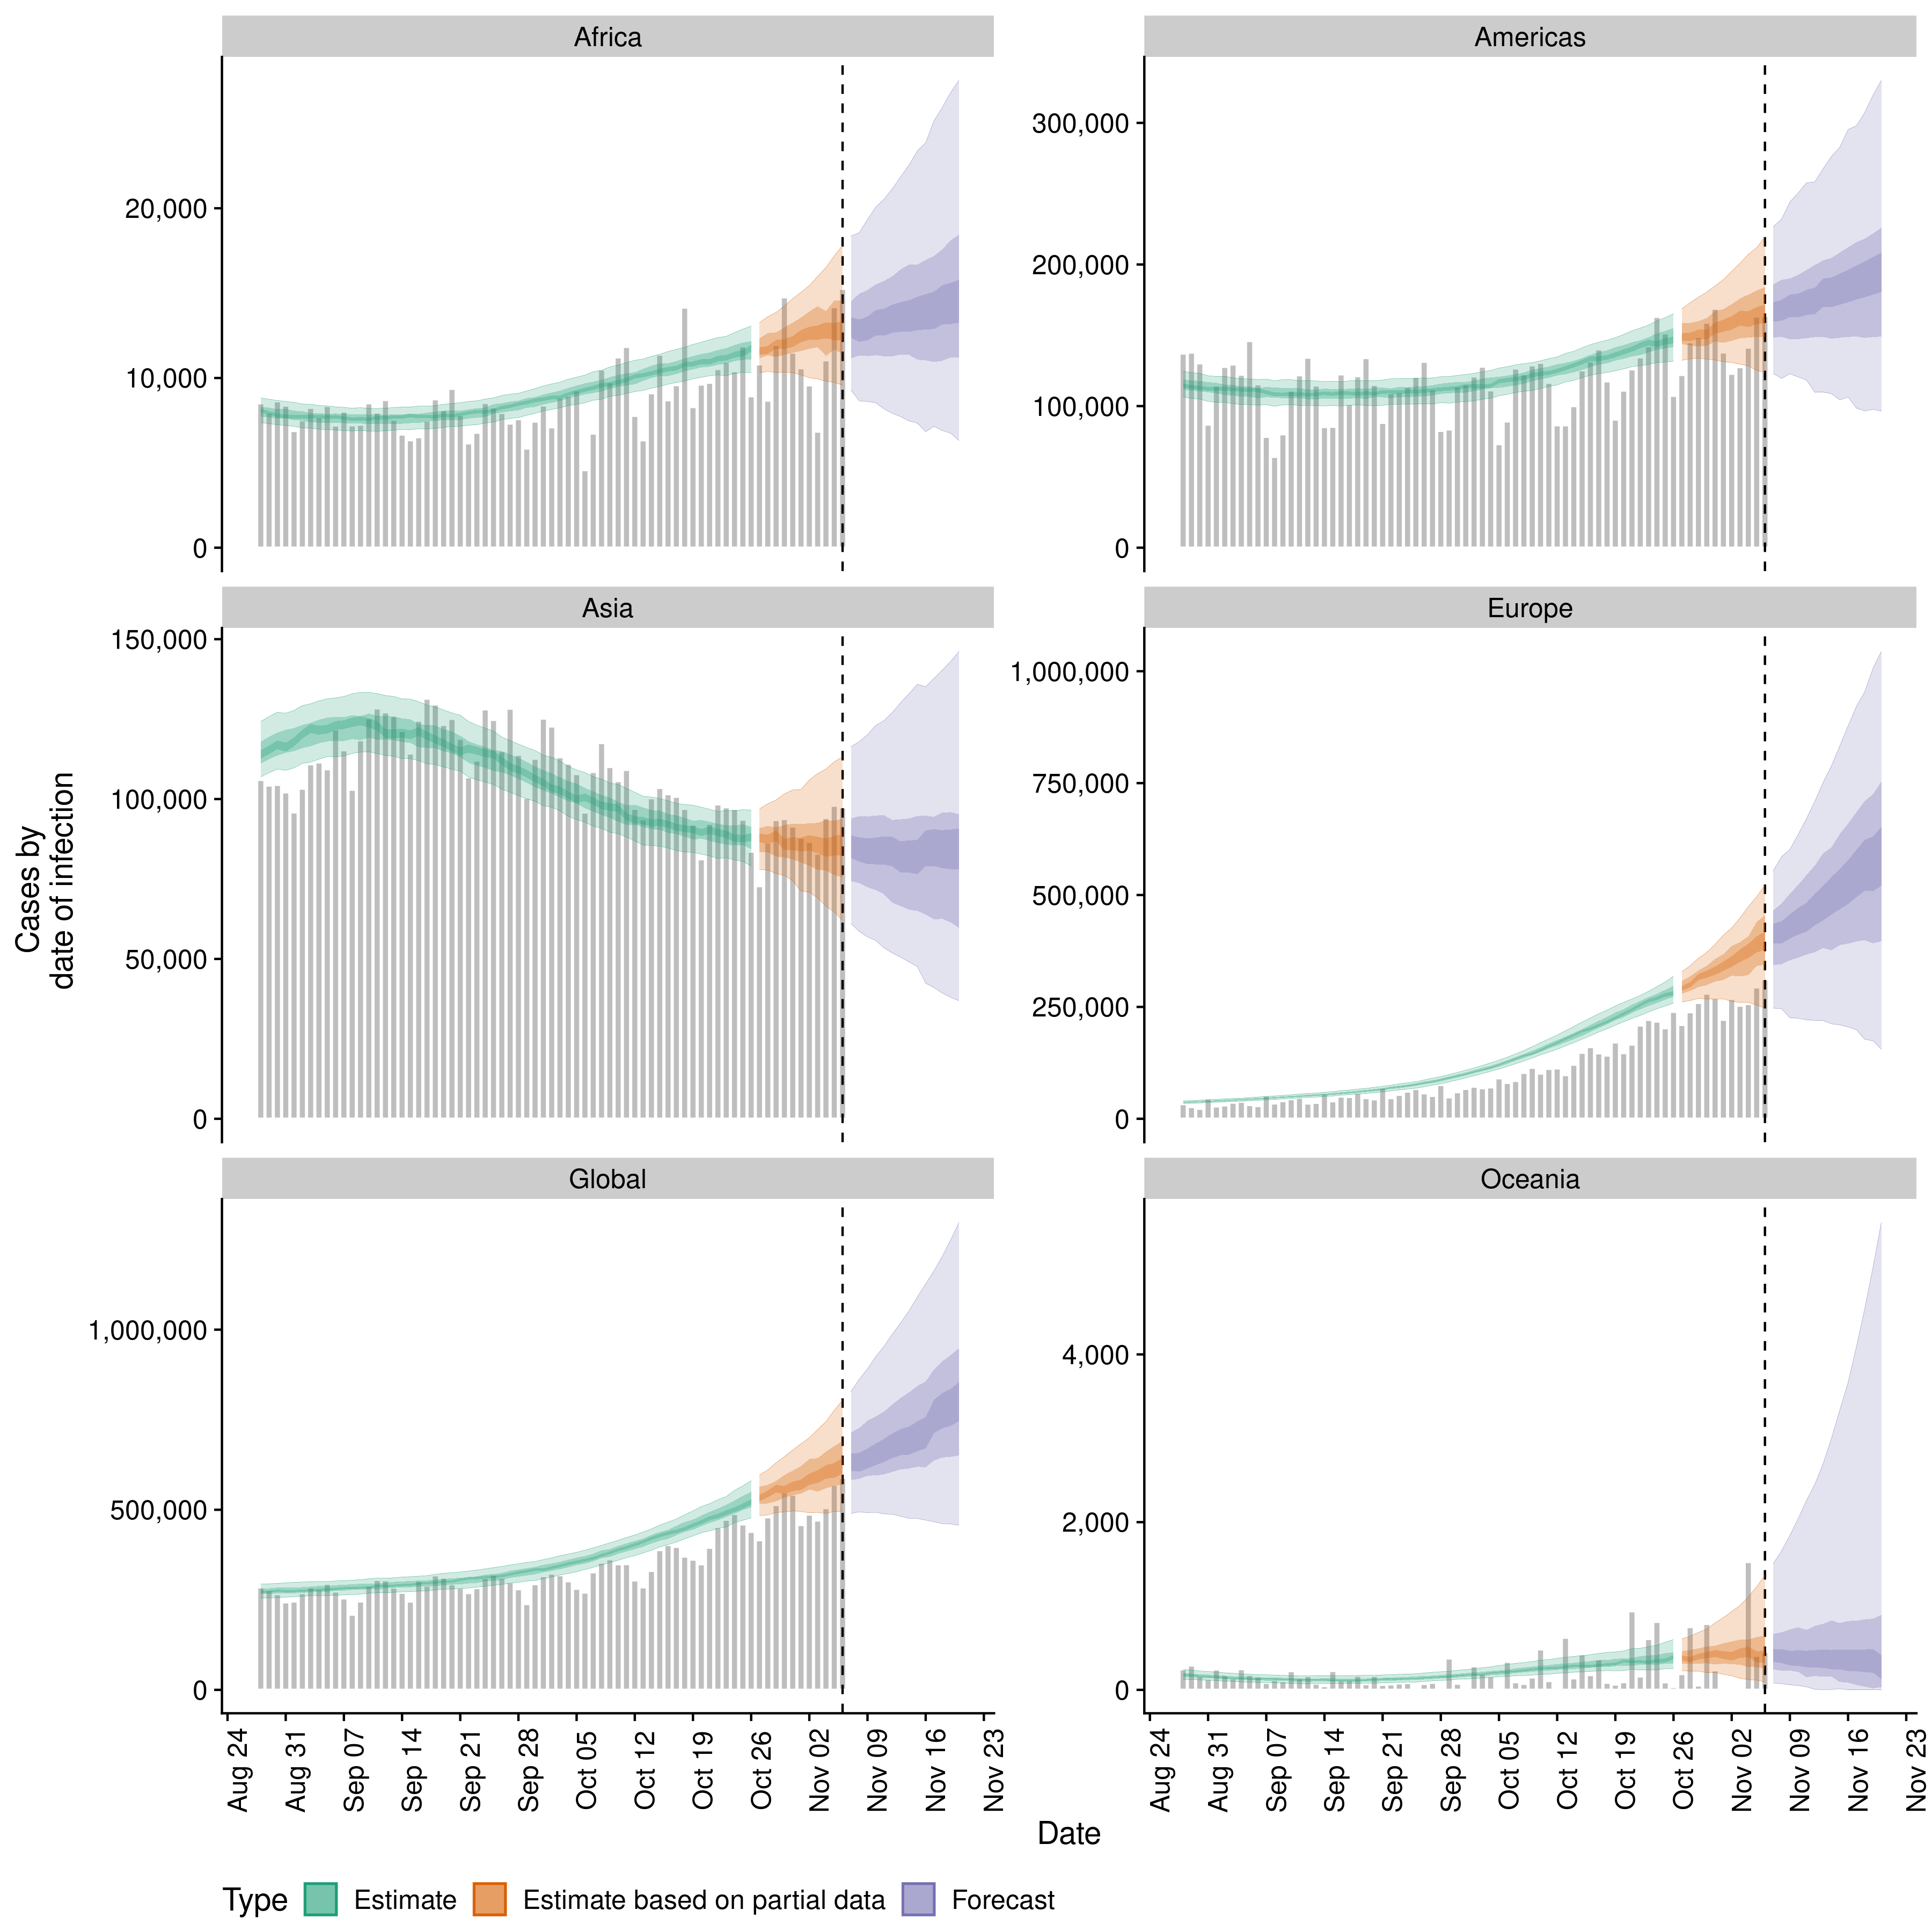 Africa
Americas
20,000
10,000
0
300,000
200,000
100,000
0
Asia
Europe
150,000
100,000
50,000
0
1,000,000
750,000
500,000
250,000
0
Cases by
date of infection
Global
Oceania
1,000,000
500,000
0
4,000
2,000
0
Aug 24
Aug 31
Sep 07
Sep 14
Sep 21
Sep 28
Oct 05
Oct 12
Oct 19
Oct 26
Nov 02
Nov 09
Nov 16
Nov 23
Aug 24
Aug 31
Sep 07
Sep 14
Sep 21
Sep 28
Oct 05
Oct 12
Oct 19
Oct 26
Nov 02
Nov 09
Nov 16
Nov 23
Date
Type Estimate Estimate based on partial data Forecast